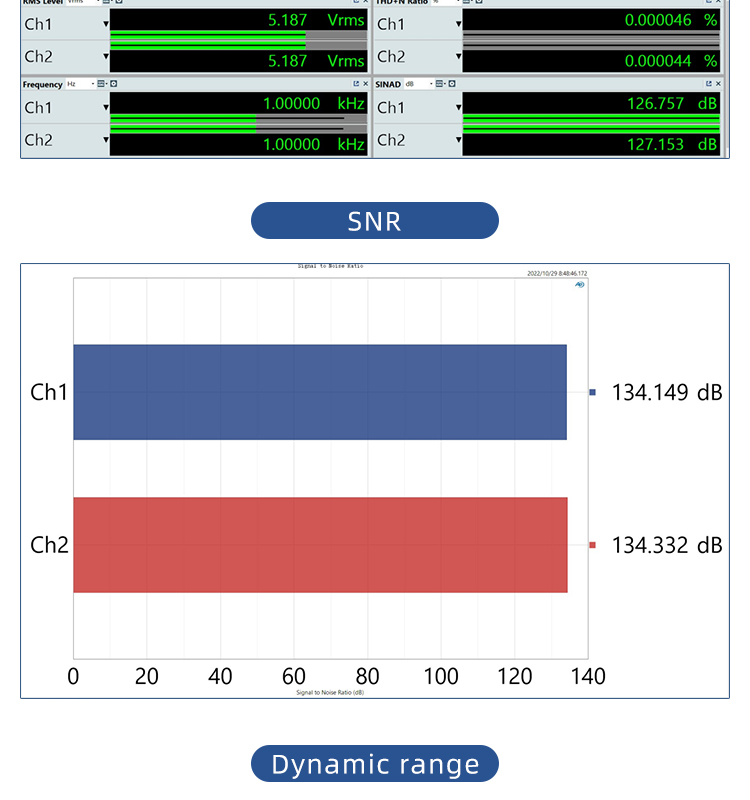 RMS Level Vrms THD+N Ratio %
Ch1 5.187 Vrms Ch1 0.000046 %
Ch2 5.187 Vrms Ch2 0.000044 %
Frequency Hz SINAD dB
Ch1 1.00000 kHz Ch1 126.757 dB
Ch2 1.00000 kHz Ch2 127.153 dB
SNR
Signal to Noise Ratio
2022/10/29 8:48:46.172
Ch1 134.149 dB
Ch2 134.332 dB
0 20 40 60 80 100 120 140
Signal to Noise Ratio (dB)
Dynamic range